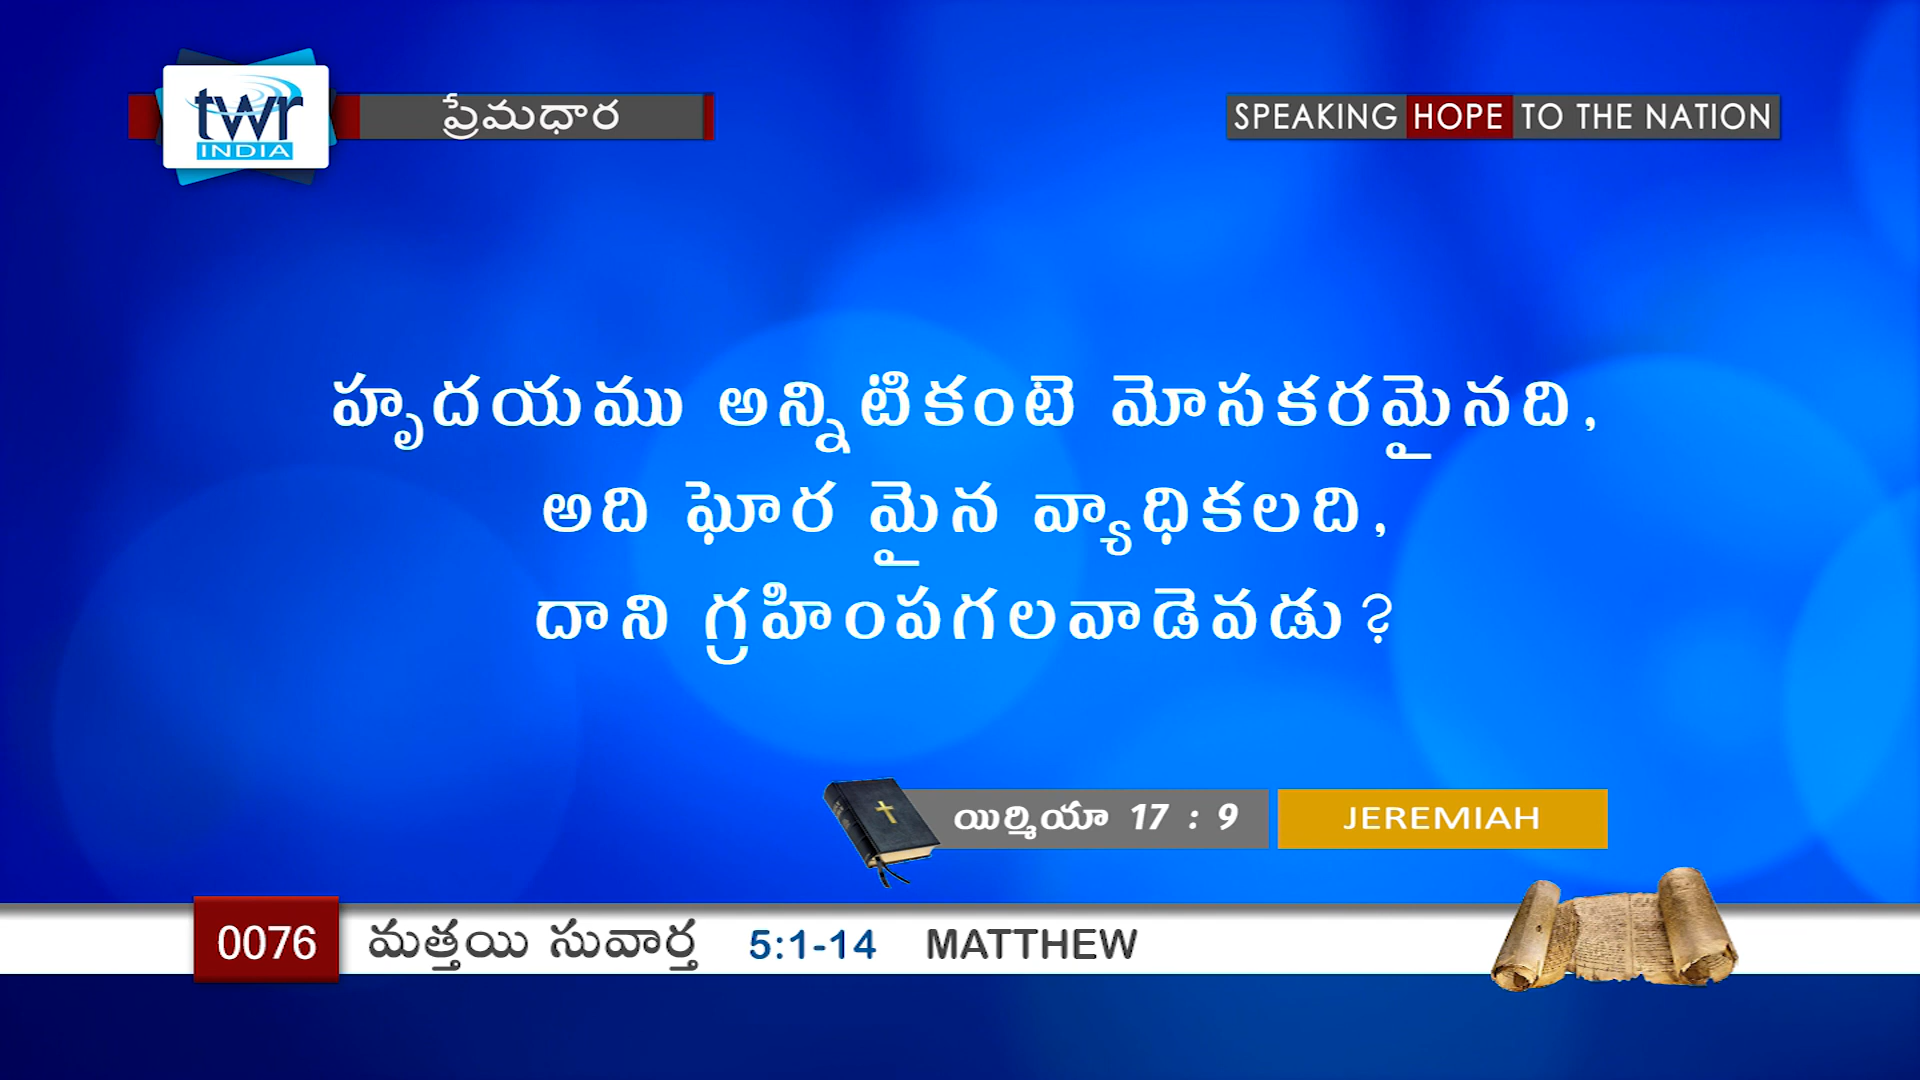 twr
INDIA
ప్రేమధార
SPEAKING HOPE TO THE NATION
హృదయము అన్నిటికంటె మోసకరమైనది,
అది ఘోర మైన వ్యాధికలది,
దాని గ్రహింపగలవాడెవడు?
యిర్మియా 17 : 9
JEREMIAH
0076 మత్తయి సువార్త 5:1-14 MATTHEW